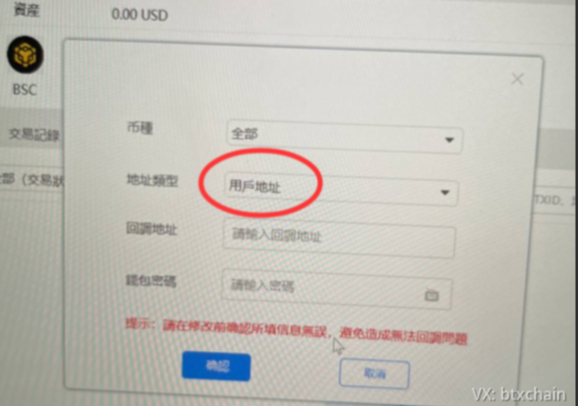 資産
0.00 USD
BSC
交易記錄
币種
全部
部（交易狀
地址類型
用戶地址
TXID、
回調地址
請輸入回調地址
錢包密碼
請輸入密碼
提示：請在修改前确認所填信息無誤，避免造成無法回調問題
确認
取消
VX: btxchain